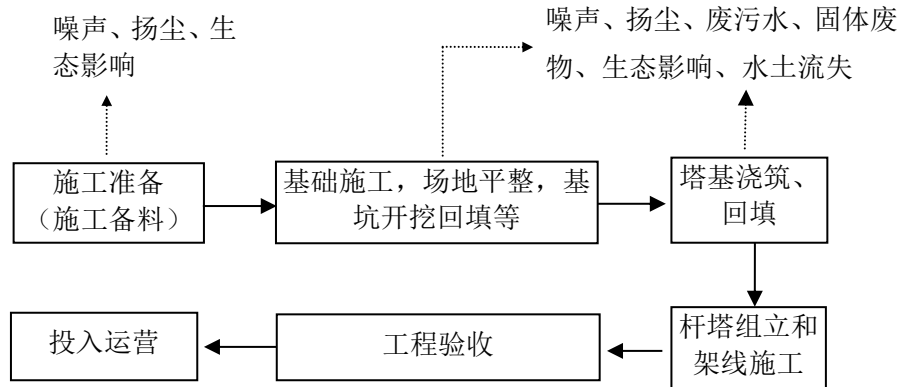 噪声、扬尘、生
态影响
噪声、扬尘、废污水、固体废
物、生态影响、水土流失
施工准备
（施工备料）
基础施工，场地平整，基
坑开挖回填等
塔基浇筑、
回填
杆塔组立和
架线施工
工程验收
投入运营